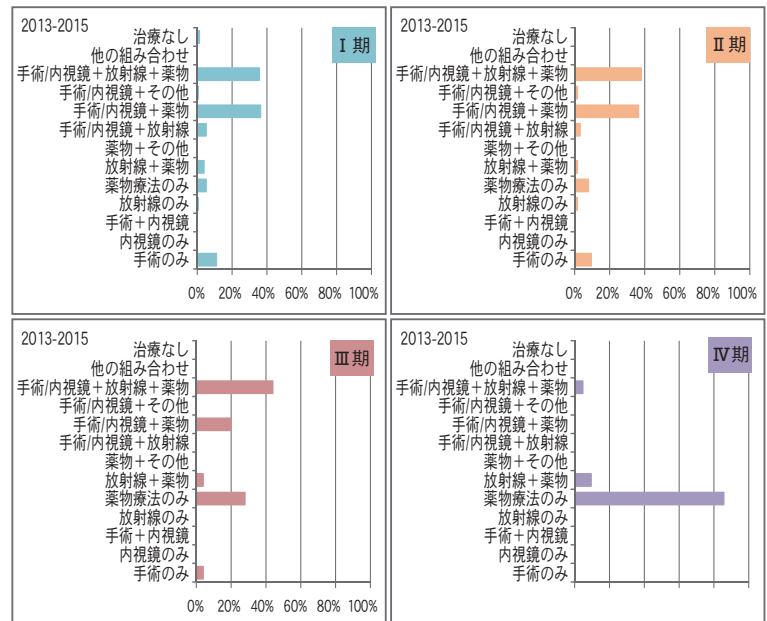 2013-2015
Ⅰ期
治療なし
他の組み合わせ
手術/内視鏡＋放射線＋薬物
手術/内視鏡＋その他
手術/内視鏡＋薬物
手術/内視鏡＋放射線
薬物＋その他
放射線＋薬物
薬物療法のみ
放射線のみ
手術＋内視鏡
内視鏡のみ
手術のみ
0% 20% 40% 60% 80% 100%
2013-2015
Ⅱ期
治療なし
他の組み合わせ
手術/内視鏡＋放射線＋薬物
手術/内視鏡＋その他
手術/内視鏡＋薬物
手術/内視鏡＋放射線
薬物＋その他
放射線＋薬物
薬物療法のみ
放射線のみ
手術＋内視鏡
内視鏡のみ
手術のみ
0% 20% 40% 60% 80% 100%
2013-2015
Ⅲ期
治療なし
他の組み合わせ
手術/内視鏡＋放射線＋薬物
手術/内視鏡＋その他
手術/内視鏡＋薬物
手術/内視鏡＋放射線
薬物＋その他
放射線＋薬物
薬物療法のみ
放射線のみ
手術＋内視鏡
内視鏡のみ
手術のみ
0% 20% 40% 60% 80% 100%
2013-2015
Ⅳ期
治療なし
他の組み合わせ
手術/内視鏡＋放射線＋薬物
手術/内視鏡＋その他
手術/内視鏡＋薬物
手術/内視鏡＋放射線
薬物＋その他
放射線＋薬物
薬物療法のみ
放射線のみ
手術＋内視鏡
内視鏡のみ
手術のみ